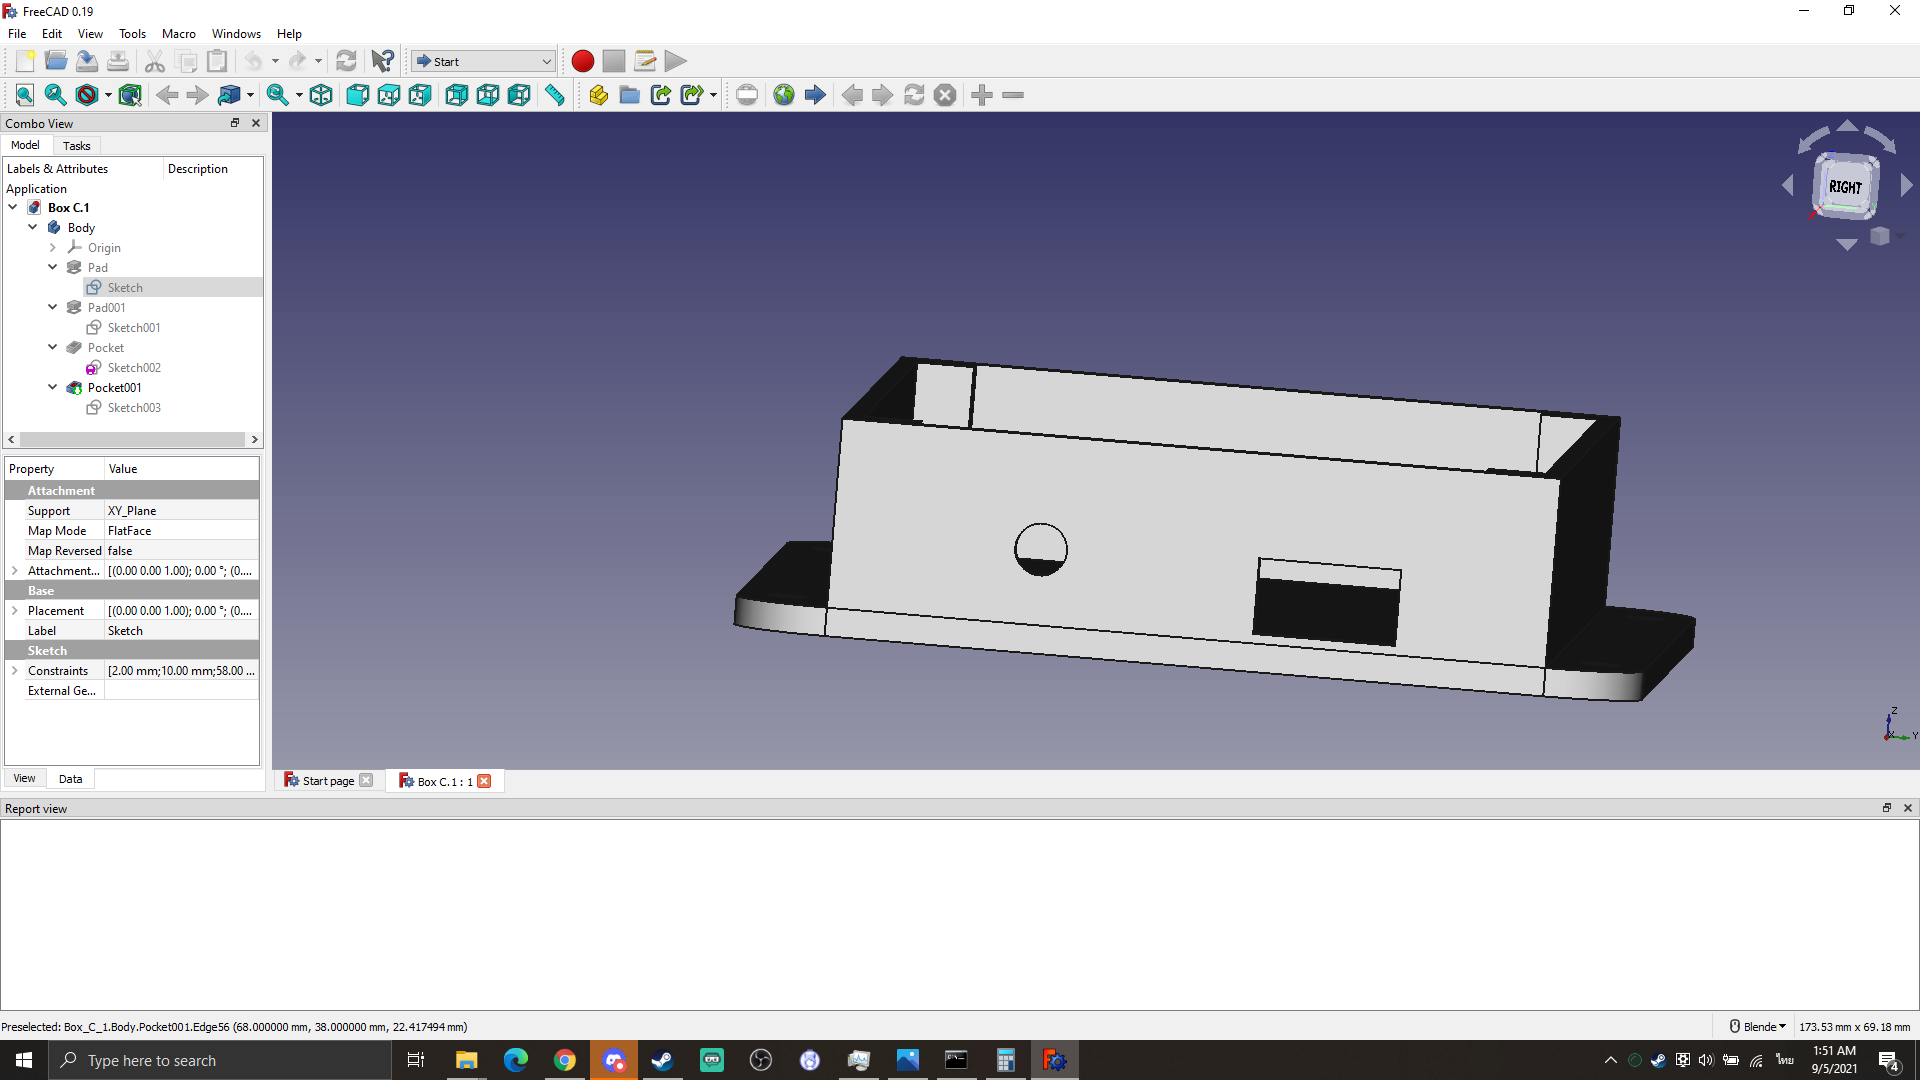 FreeCAD 0.19
File Edit View Tools Macro Windows Help
Start
Combo View
Model Tasks
Labels & Attributes Description
Application
Box C.1
Body
Origin
Pad
Sketch
Pad001
Sketch001
Pocket
Sketch002
Pocket001
Sketch003
Property Value
Attachment
Support XY_Plane
Map Mode FlatFace
Map Reversed false
Attachment... [(0.00 0.00 1.00); 0.00 °; (0....
Base
Placement [(0.00 0.00 1.00); 0.00 °; (0....
Label Sketch
Sketch
Constraints [2.00 mm;10.00 mm;58.00 ...
External Ge...
View Data
RIGHT
Z
X
Y
Start page Box C.1 : 1
Report view
Preselected: Box_C_1.Body.Pocket001.Edge56 (68.000000 mm, 38.000000 mm, 22.417494 mm)
Blende 173.53 mm x 69.18 mm
Type here to search
ไทย
1:51 AM
9/5/2021
4